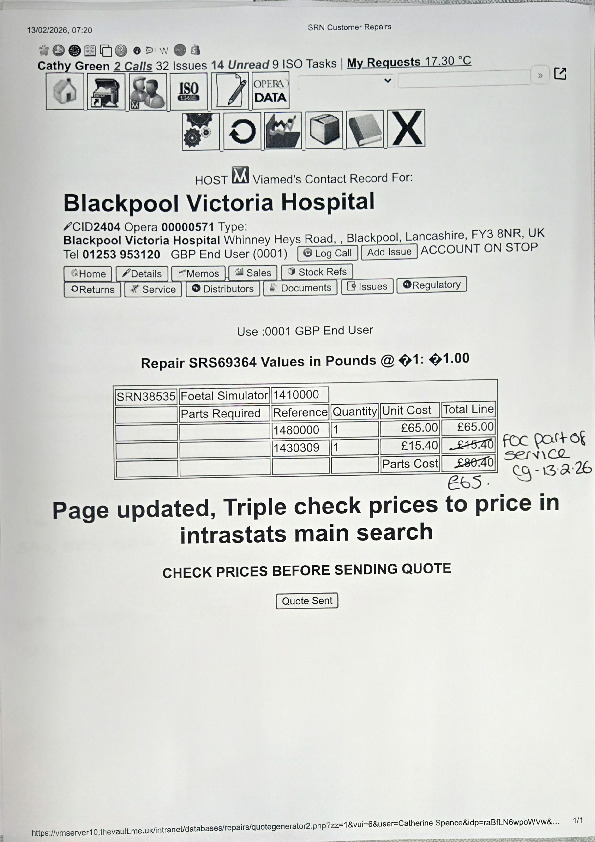 13/02/2026, 07:20
SRN Customer Repairs
Cathy Green 2 Calls 32 Issues 14 Unread 9 ISO Tasks | My Requests 17.30 °C
ISO
OPERA
DATA
»
HOST M Viamed's Contact Record For:
Blackpool Victoria Hospital
CID2404 Opera 00000571 Type:
Blackpool Victoria Hospital Whinney Heys Road, , Blackpool, Lancashire, FY3 8NR, UK
Tel 01253 953120 GBP End User (0001) Log Call Add Issue ACCOUNT ON STOP
Home Details Memos Sales Stock Refs
Returns Service Distributors Documents Issues Regulatory
Use :0001 GBP End User
Repair SRS69364 Values in Pounds @ �1: �1.00
SRN38535 Foetal Simulator 1410000
Parts Required Reference Quantity Unit Cost Total Line
1480000 1 £65.00 £65.00
1430309 1 £15.40 £15.40
Parts Cost £80.40
FOC part of
service
cg-13.2.26
£65.
Page updated, Triple check prices to price in
intrastats main search
CHECK PRICES BEFORE SENDING QUOTE
Quote Sent
1/1